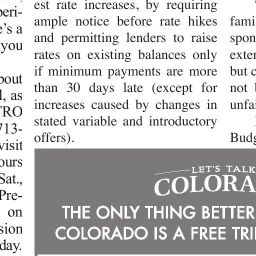 eri-
e's a
you
bout
l, as
TRO
713-
visit
ours
Sat.,
Pre-
on
sion
day.
est rate increases, by requiring
ample notice before rate hikes
and permitting lenders to raise
rates on existing balances only
if minimum payments are more
than 30 days late (except for
increases caused by changes in
stated variable and introductory
offers).
LET'S TALK
COLORA
THE ONLY THING BETTER
COLORADO IS A FREE TRI
fami
spon
exten
but c
not b
unfai
Budg